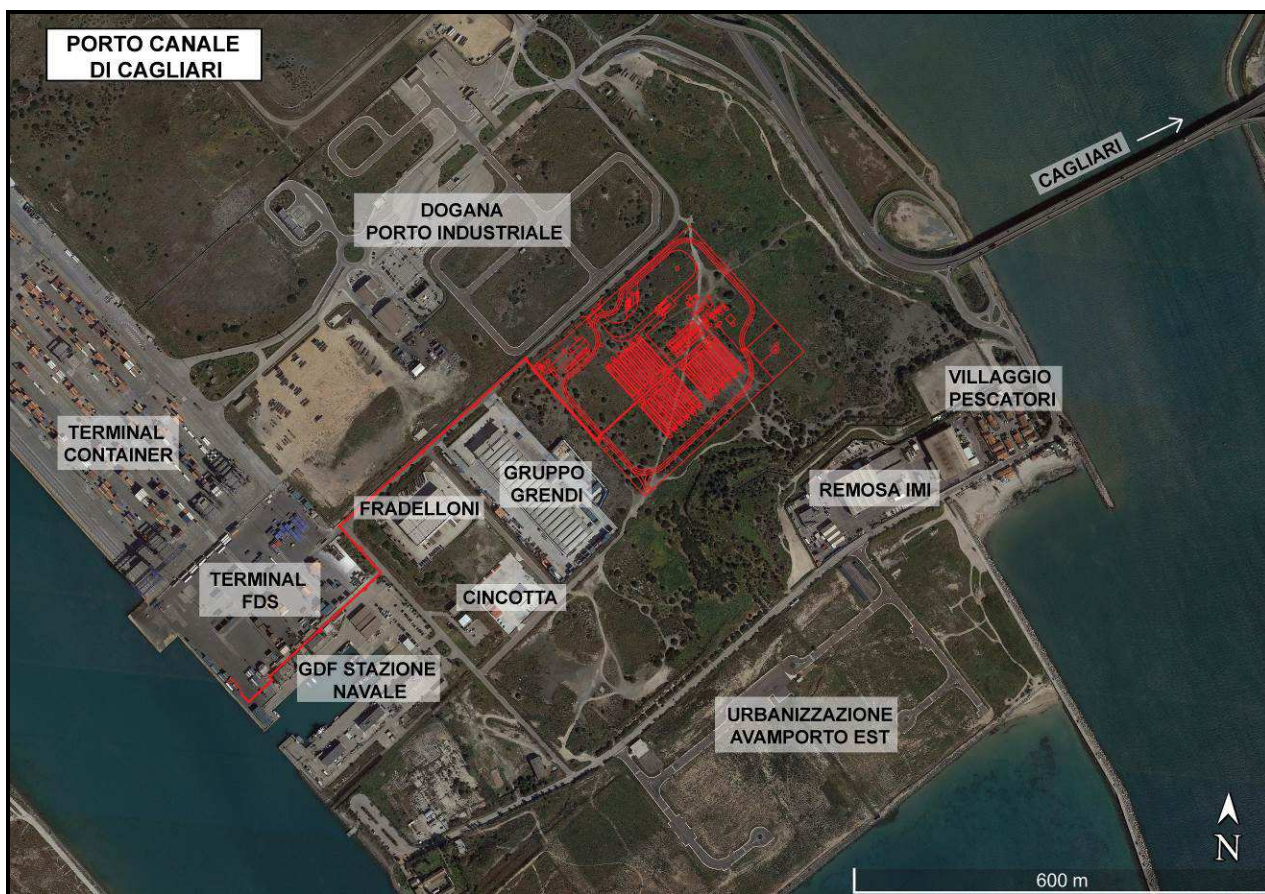 PORTO CANALE
DI CAGLIARI
CAGLIARI
DOGANA
PORTO INDUSTRIALE
VILLAGGIO
PESCATORI
TERMINAL
CONTAINER
GRUPPO
GRENDI
REMOSA IMI
FRADELLONI
TERMINAL
FDS
CINCOTTA
GDF STAZIONE
NAVALE
URBANIZZAZIONE
AVAMPORTO EST
N
600 m